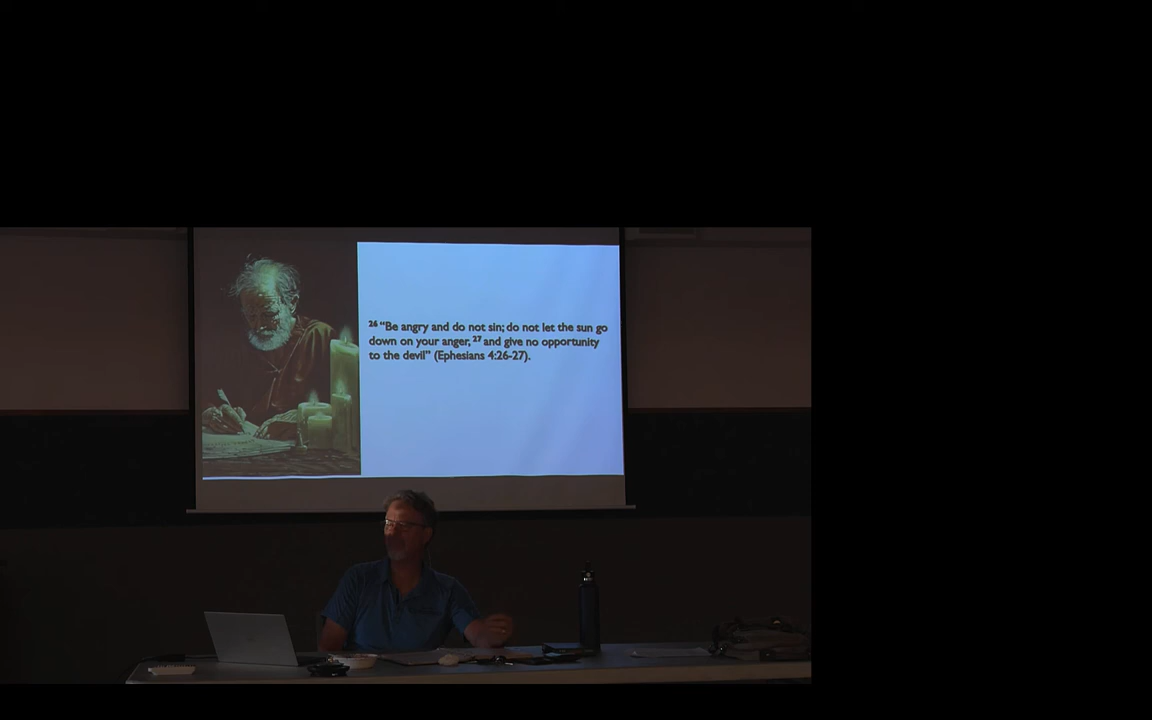 26 “Be angry and do not sin; do not let the sun go
down on your anger, 27 and give no opportunity
to the devil” (Ephesians 4:26-27).